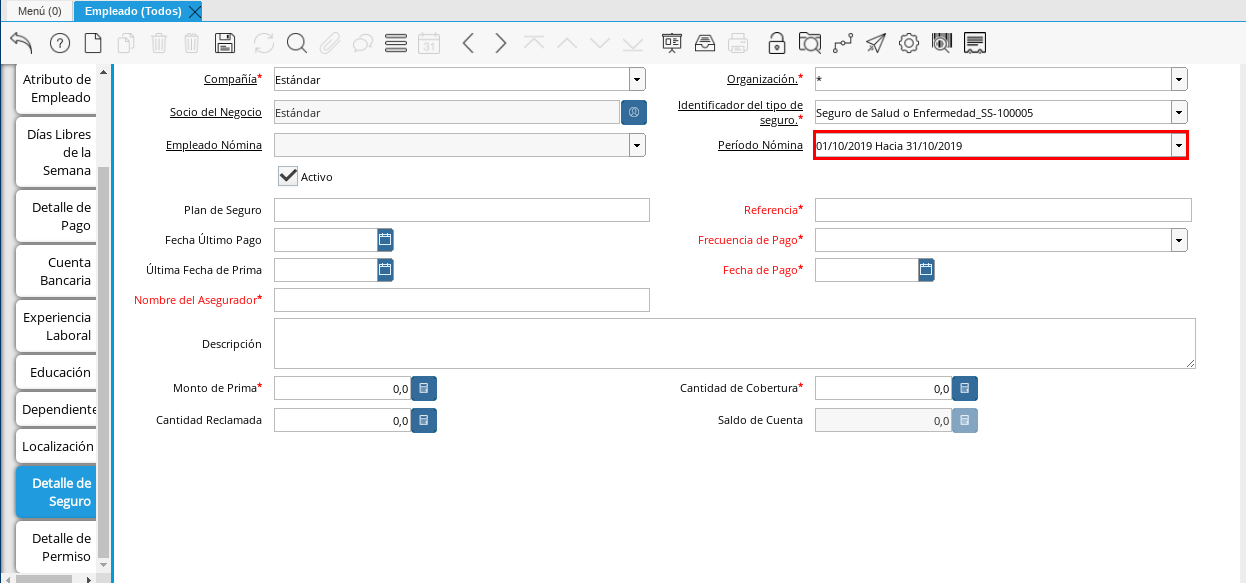 Menú (0)
Empleado (Todos)
31
Atributo de
Empleado
Días Libres
de la
Semana
Detalle de
Pago
Cuenta
Bancaria
Experiencia
Laboral
Educación
Dependiente
Localización
Detalle de
Seguro
Detalle de
Permiso
Compañía* Estándar
Organización.* *
Socio del Negocio Estándar
Identificador del tipo de
seguro.* Seguro de Salud o Enfermedad_SS-100005
Empleado Nómina
Período Nómina 01/10/2019 Hacia 31/10/2019
Activo
Plan de Seguro
Referencia*
Fecha Último Pago
Frecuencia de Pago*
Última Fecha de Prima
Fecha de Pago*
Nombre del Asegurador*
Descripción
Monto de Prima* 0,0
Cantidad de Cobertura* 0,0
Cantidad Reclamada 0,0
Saldo de Cuenta 0,0